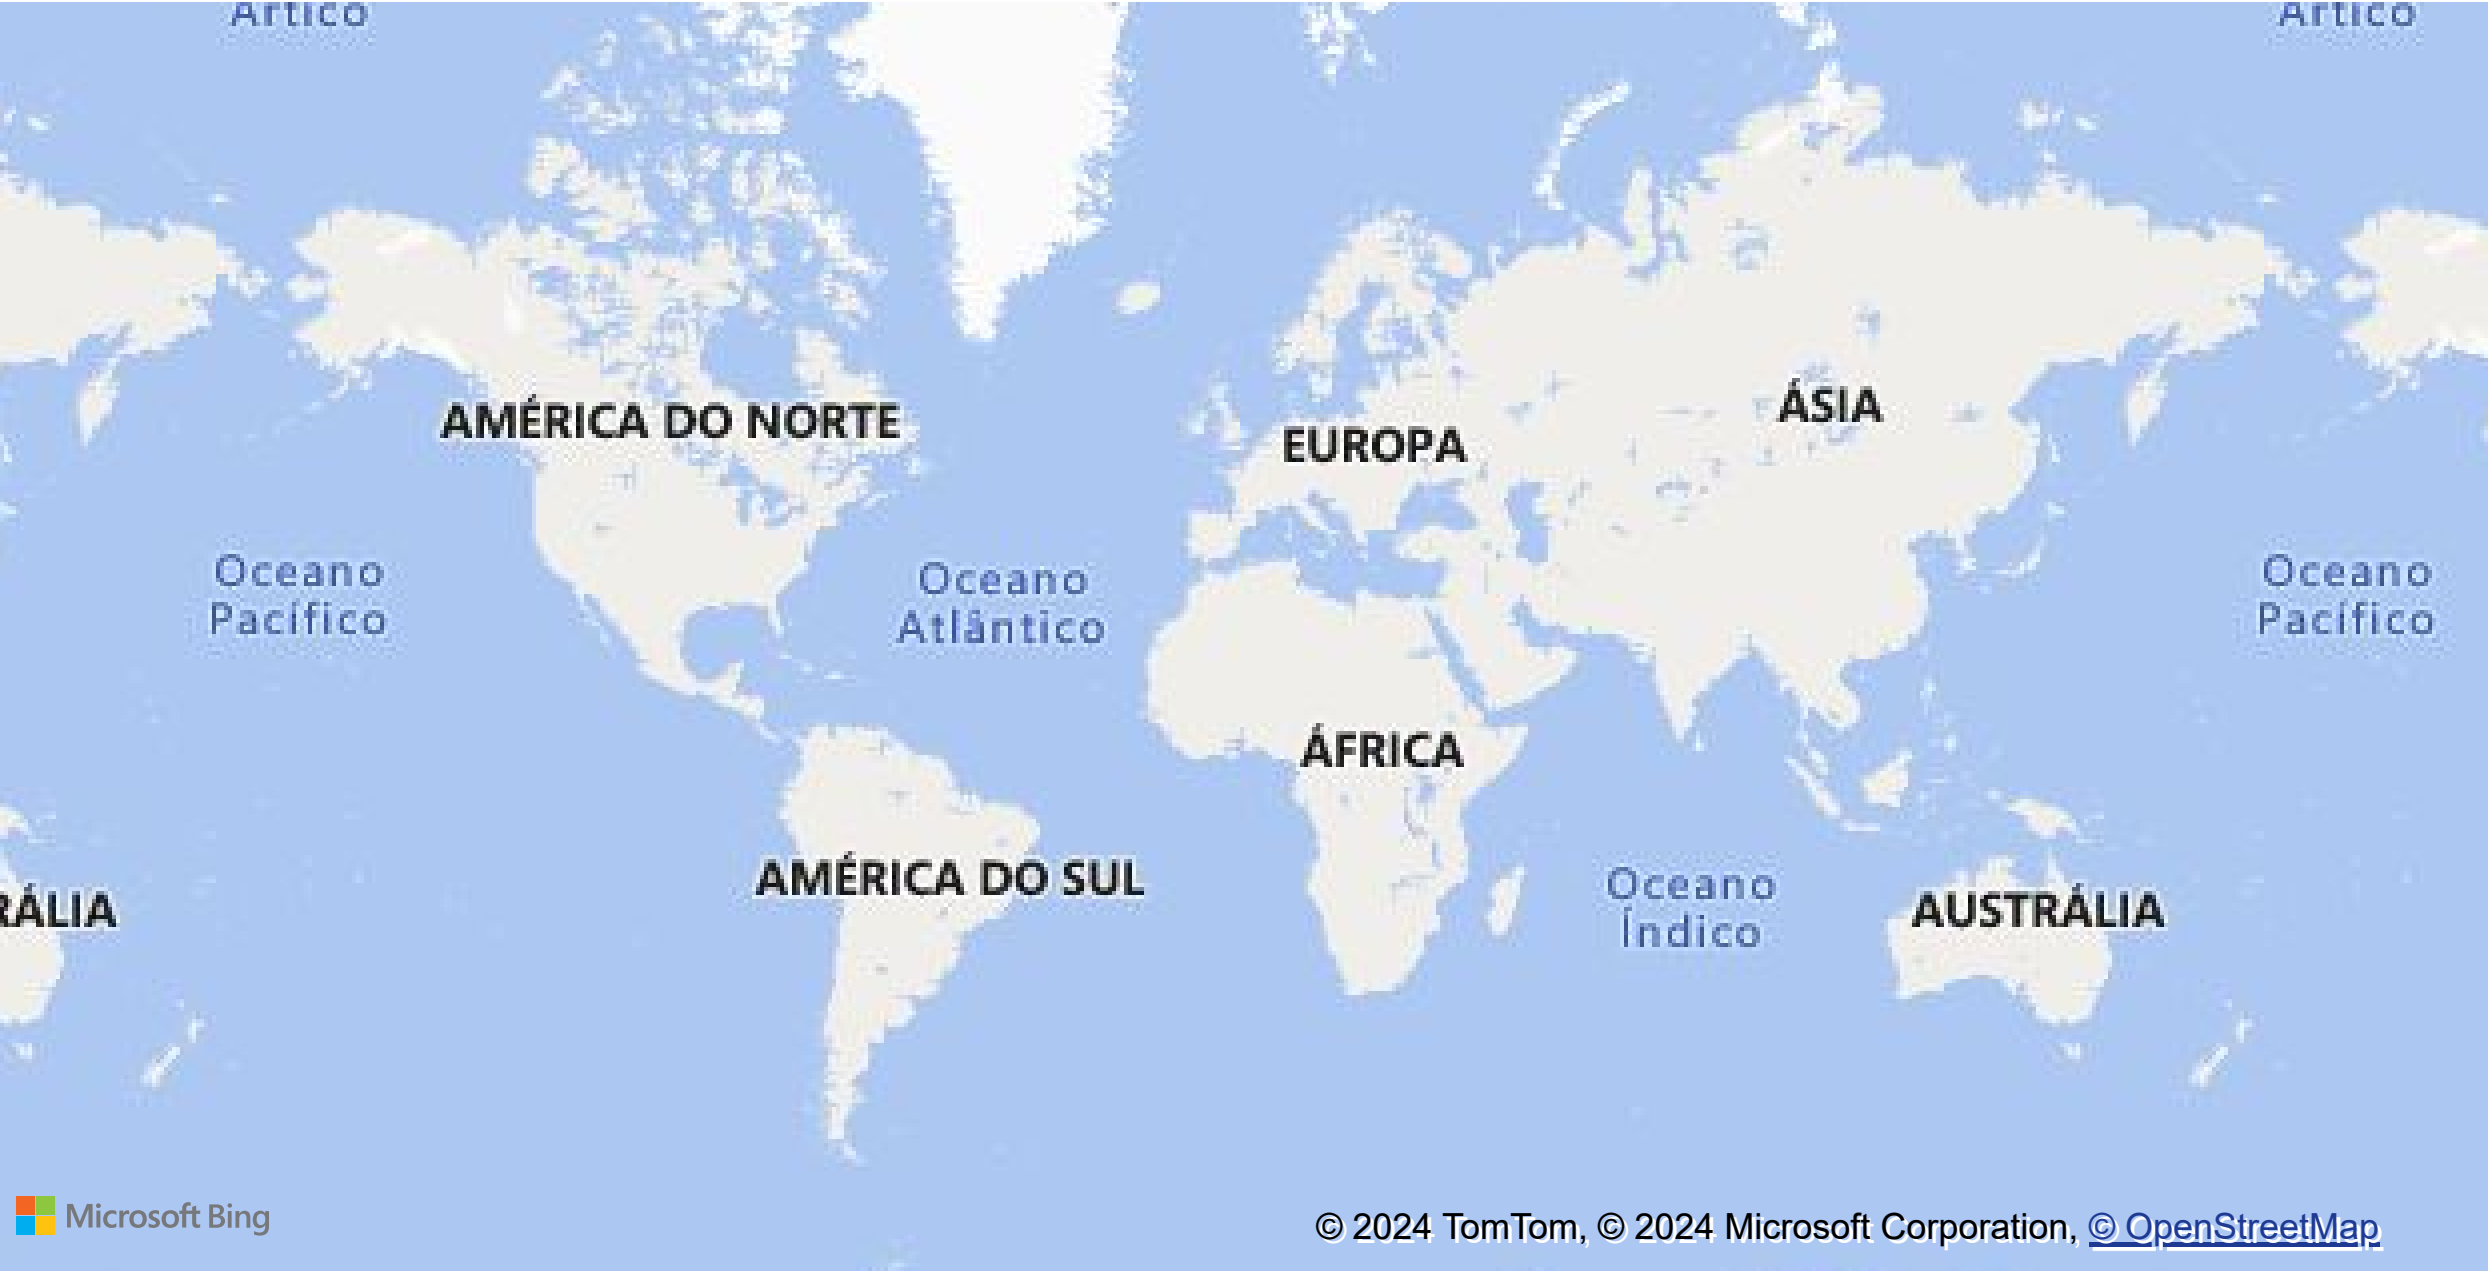 Ártico
Ártico
AMÉRICA DO NORTE
ÁSIA
EUROPA
Oceano
Pacífico
Oceano
Atlântico
Oceano
Pacífico
ÁFRICA
AMÉRICA DO SUL
Oceano
Índico
RÁLIA
AUSTRÁLIA
Microsoft Bing
© 2024 TomTom, © 2024 Microsoft Corporation, © OpenStreetMap